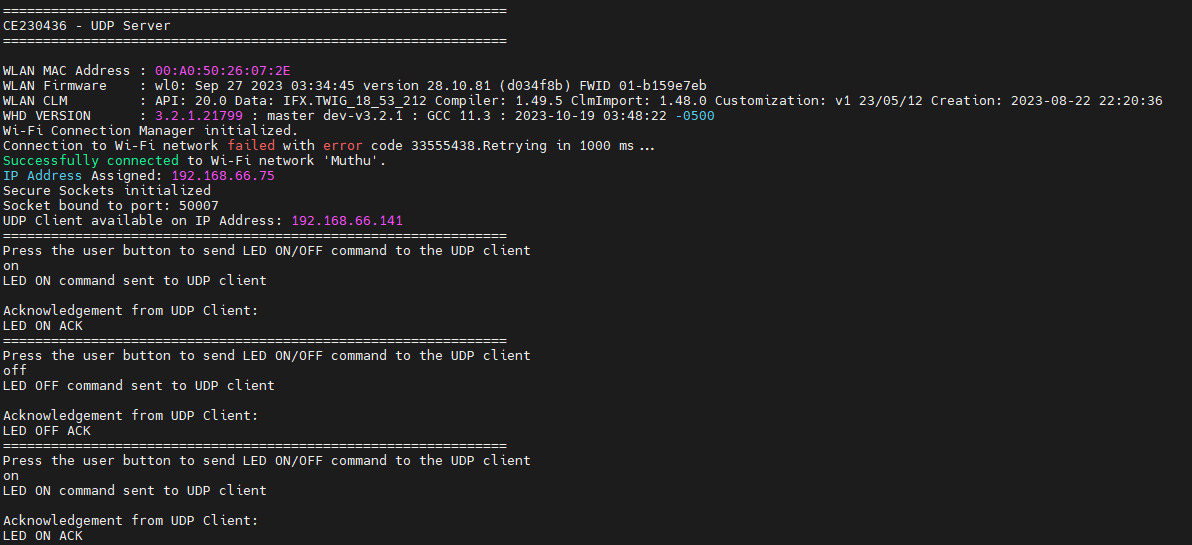 ===============================================================
CE230436 - UDP Server
===============================================================
WLAN MAC Address : 00:A0:50:26:07:2E
WLAN Firmware    : wl0: Sep 27 2023 03:34:45 version 28.10.81 (d034f8b) FWID 01-b159e7eb
WLAN CLM         : API: 20.0 Data: IFX.TWIG_18_53_212 Compiler: 1.49.5 ClmImport: 1.48.0 Customization: v1 23/05/12 Creation: 2023-08-22 22:20:36
WHD VERSION      : 3.2.1.21799 : master dev-v3.2.1 : GCC 11.3 : 2023-10-19 03:48:22 -0500
Wi-Fi Connection Manager initialized.
Connection to Wi-Fi network failed with error code 33555438.Retrying in 1000 ms...
Successfully connected to Wi-Fi network 'Muthu'.
IP Address Assigned: 192.168.66.75
Secure Sockets initialized
Socket bound to port: 50007
UDP Client available on IP Address: 192.168.66.141
===============================================================
Press the user button to send LED ON/OFF command to the UDP client
on
LED ON command sent to UDP client
Acknowledgement from UDP Client:
LED ON ACK
===============================================================
Press the user button to send LED ON/OFF command to the UDP client
off
LED OFF command sent to UDP client
Acknowledgement from UDP Client:
LED OFF ACK
===============================================================
Press the user button to send LED ON/OFF command to the UDP client
on
LED ON command sent to UDP client
Acknowledgement from UDP Client:
LED ON ACK